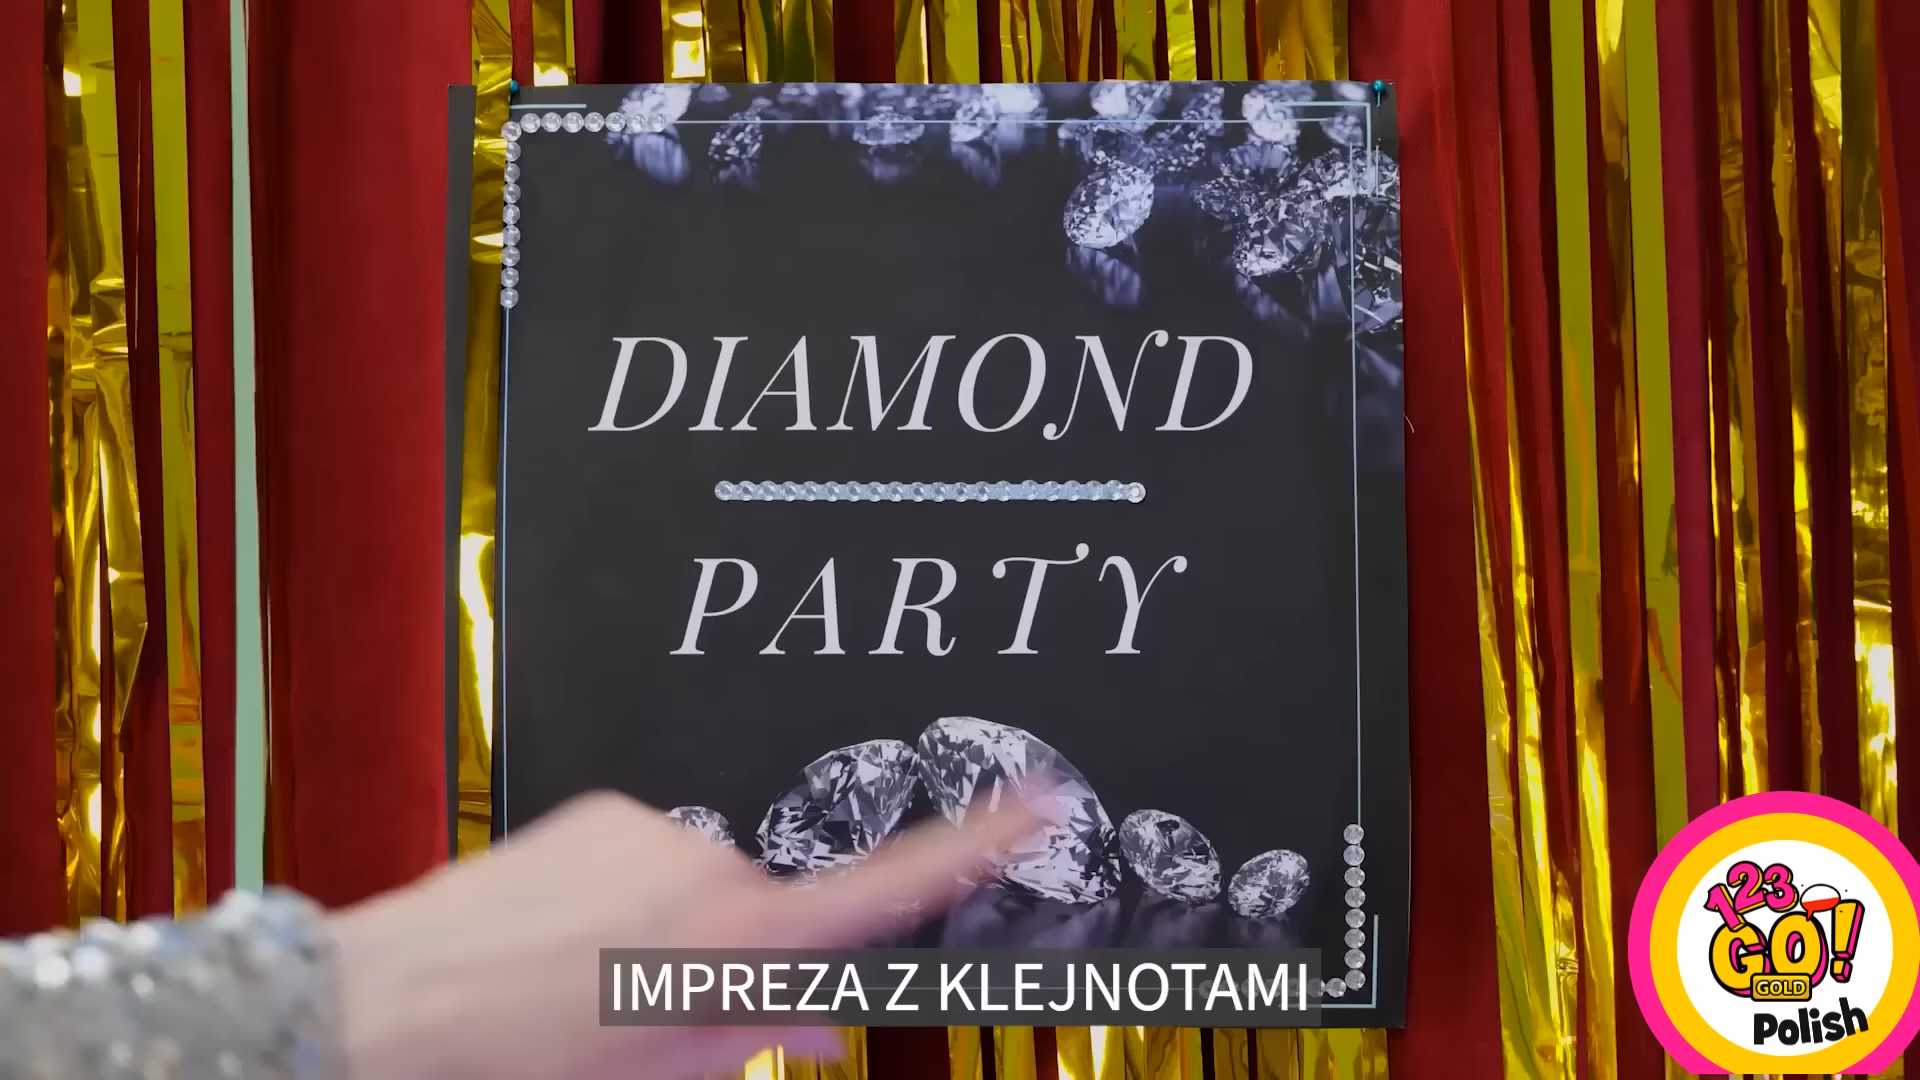 DIAMOND
PARTY
IMPREZA Z KLEJNOTAMI
123
GO!
GOLD
Polish